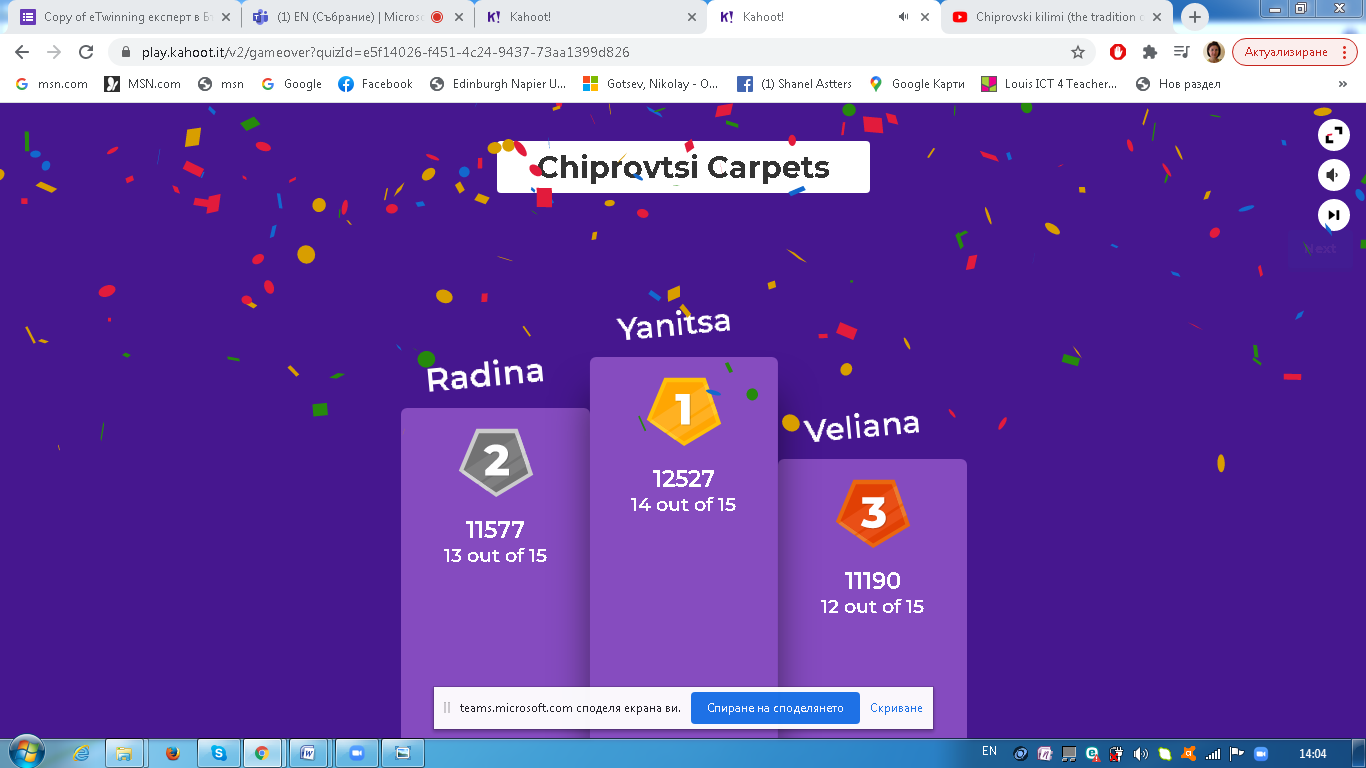 Copy of eTwinning експерт в Бъ
(1) EN (Събрание) | Microso
K! Kahoot!
K! Kahoot!
Chiprovski kilimi (the tradition o
play.kahoot.it/v2/gameover?quizId=e5f14026-f451-4c24-9437-73aa1399d826
Актуализиране
msn.com
MSN.com
msn
Google
Facebook
Edinburgh Napier U...
Gotsev, Nikolay - O...
(1) Shanel Astters
Google Карти
Louis ICT 4 Teacher...
Нов раздел
»
Chiprovtsi Carpets
Next
Yanitsa
Radina
Veliana
1
12527
14 out of 15
2
11577
13 out of 15
3
11190
12 out of 15
teams.microsoft.com споделя екрана ви.
Спиране на споделянето
Скриване
EN
14:04